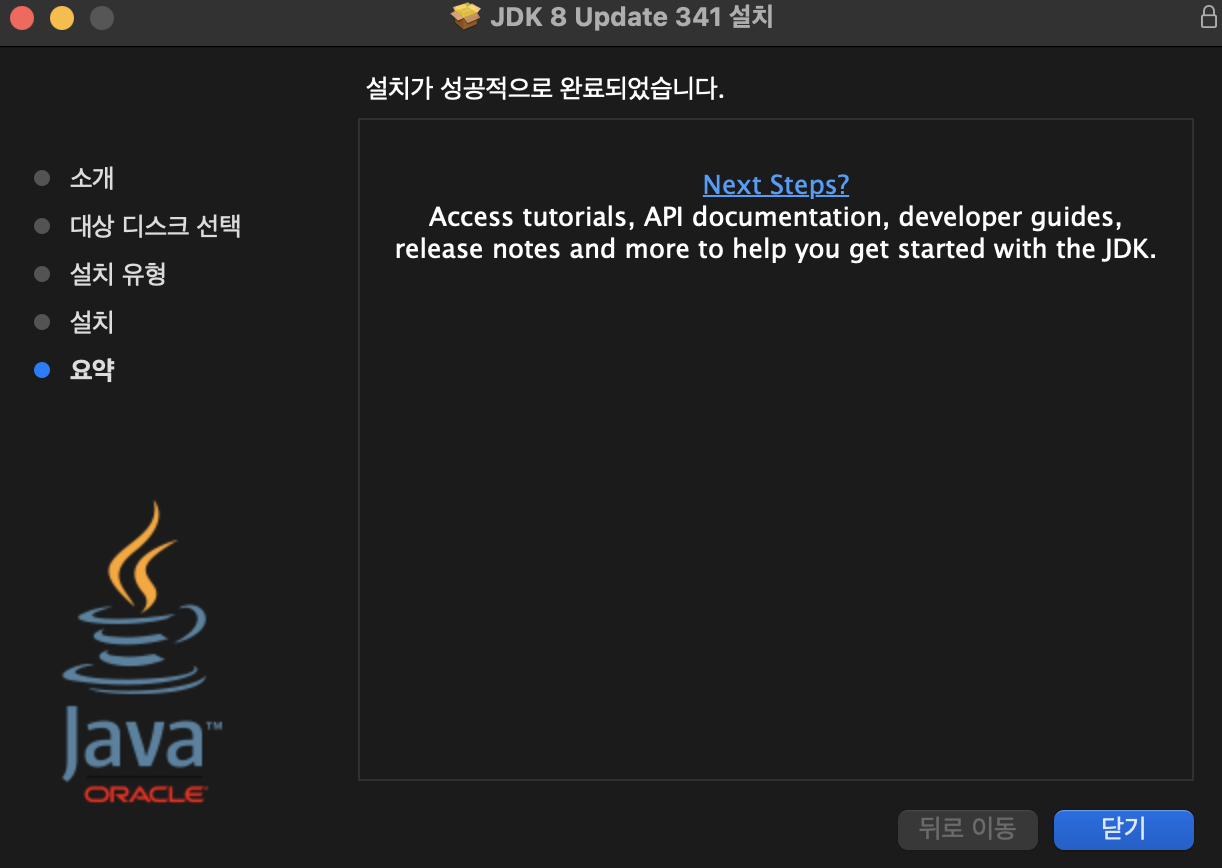 JDK 8 Update 341 설치
설치가 성공적으로 완료되었습니다.
소개
대상 디스크 선택
설치 유형
설치
요약
Next Steps?
Access tutorials, API documentation, developer guides,
release notes and more to help you get started with the JDK.
Java™
ORACLE®
뒤로 이동
닫기